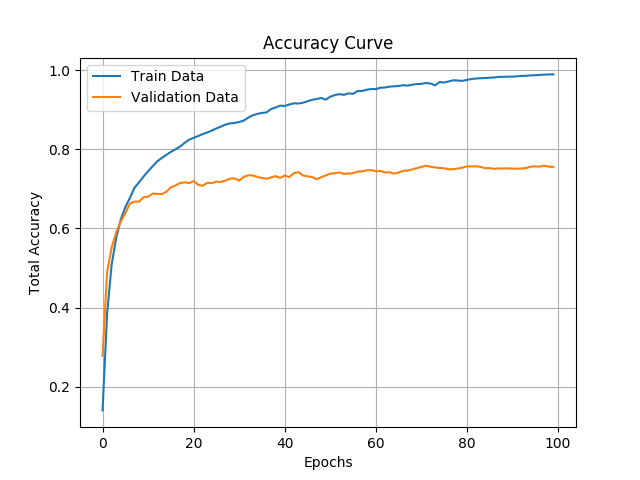 Accuracy Curve
Train Data
Validation Data
Total Accuracy
1.0
0.8
0.6
0.4
0.2
0 20 40 60 80 100
Epochs